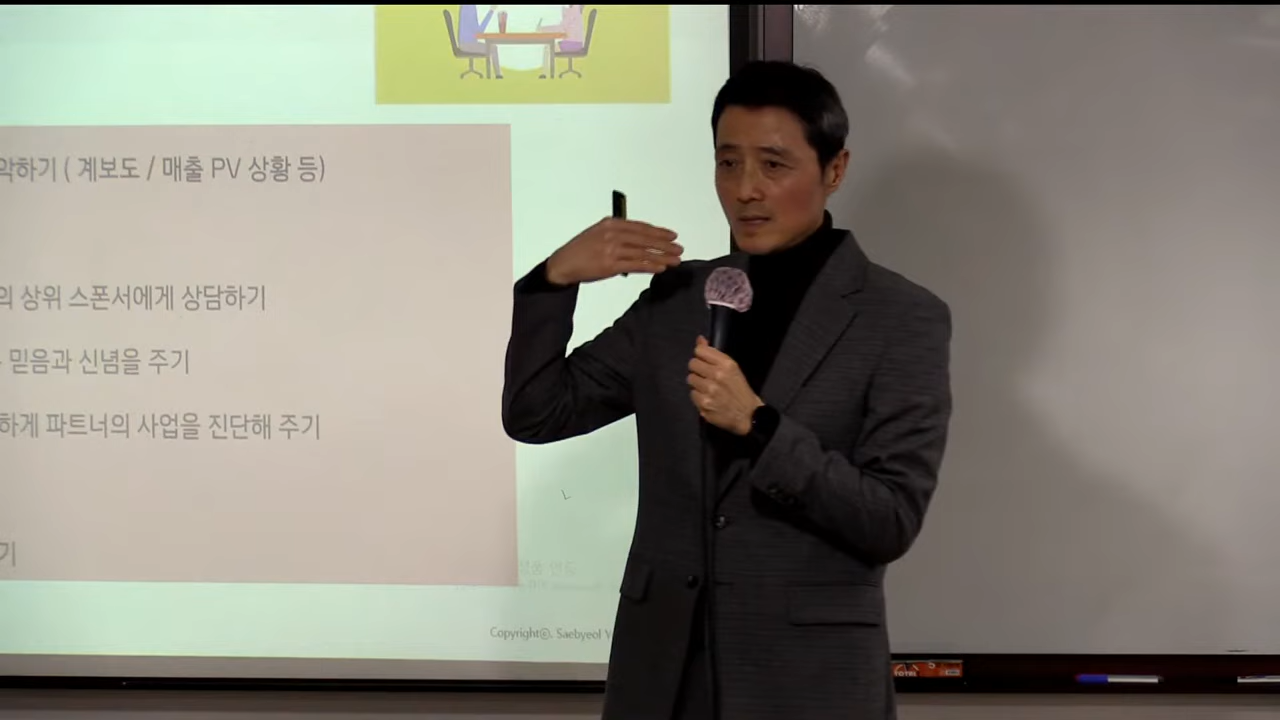 악하기 ( 계보도 / 매출 PV 상황 등)
의 상위 스폰서에게 상담하기
믿음과 신념을 주기
하게 파트너의 사업을 진단해 주기
기
Copyrightⓒ. Saebyeol